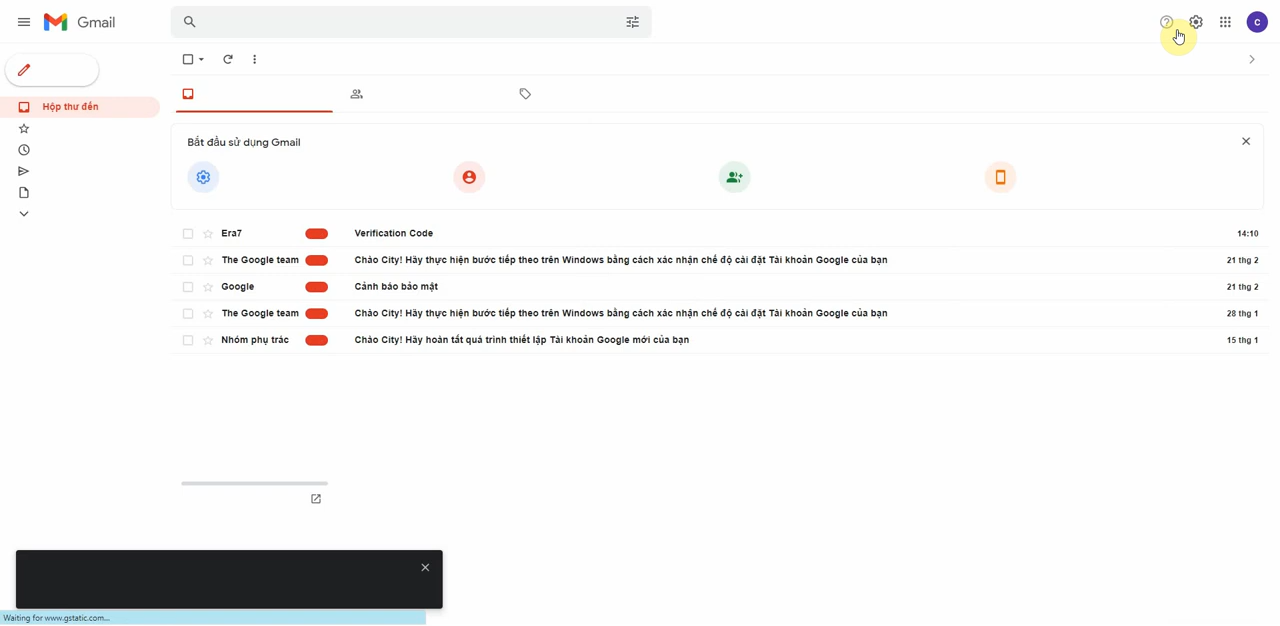 Gmail
C
Hộp thư đến
Bắt đầu sử dụng Gmail
Era7 Verification Code 14:10
The Google team Chào City! Hãy thực hiện bước tiếp theo trên Windows bằng cách xác nhận chế độ cài đặt Tài khoản Google của bạn 21 thg 2
Google Cảnh báo bảo mật 21 thg 2
The Google team Chào City! Hãy thực hiện bước tiếp theo trên Windows bằng cách xác nhận chế độ cài đặt Tài khoản Google của bạn 28 thg 1
Nhóm phụ trác Chào City! Hãy hoàn tất quá trình thiết lập Tài khoản Google mới của bạn 15 thg 1
Waiting for www.gstatic.com...